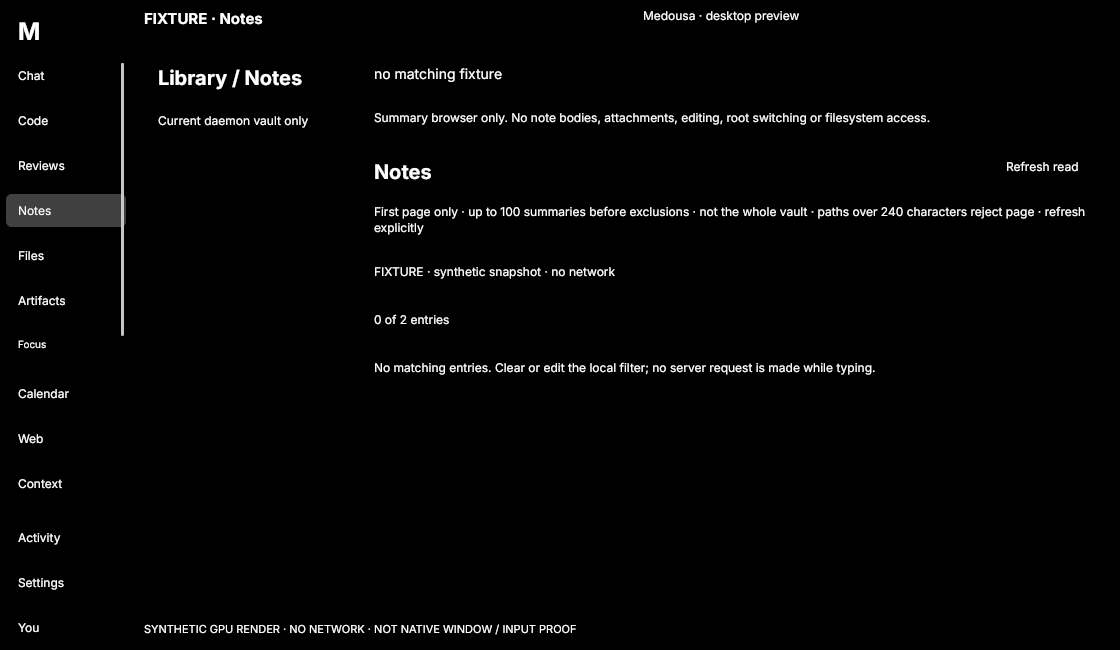 M
FIXTURE · Notes
Medousa · desktop preview
Chat
Code
Reviews
Notes
Files
Artifacts
Focus
Calendar
Web
Context
Activity
Settings
You
Library / Notes
Current daemon vault only
no matching fixture
Summary browser only. No note bodies, attachments, editing, root switching or filesystem access.
Notes
Refresh read
First page only · up to 100 summaries before exclusions · not the whole vault · paths over 240 characters reject page · refresh
explicitly
FIXTURE · synthetic snapshot · no network
0 of 2 entries
No matching entries. Clear or edit the local filter; no server request is made while typing.
SYNTHETIC GPU RENDER · NO NETWORK · NOT NATIVE WINDOW / INPUT PROOF